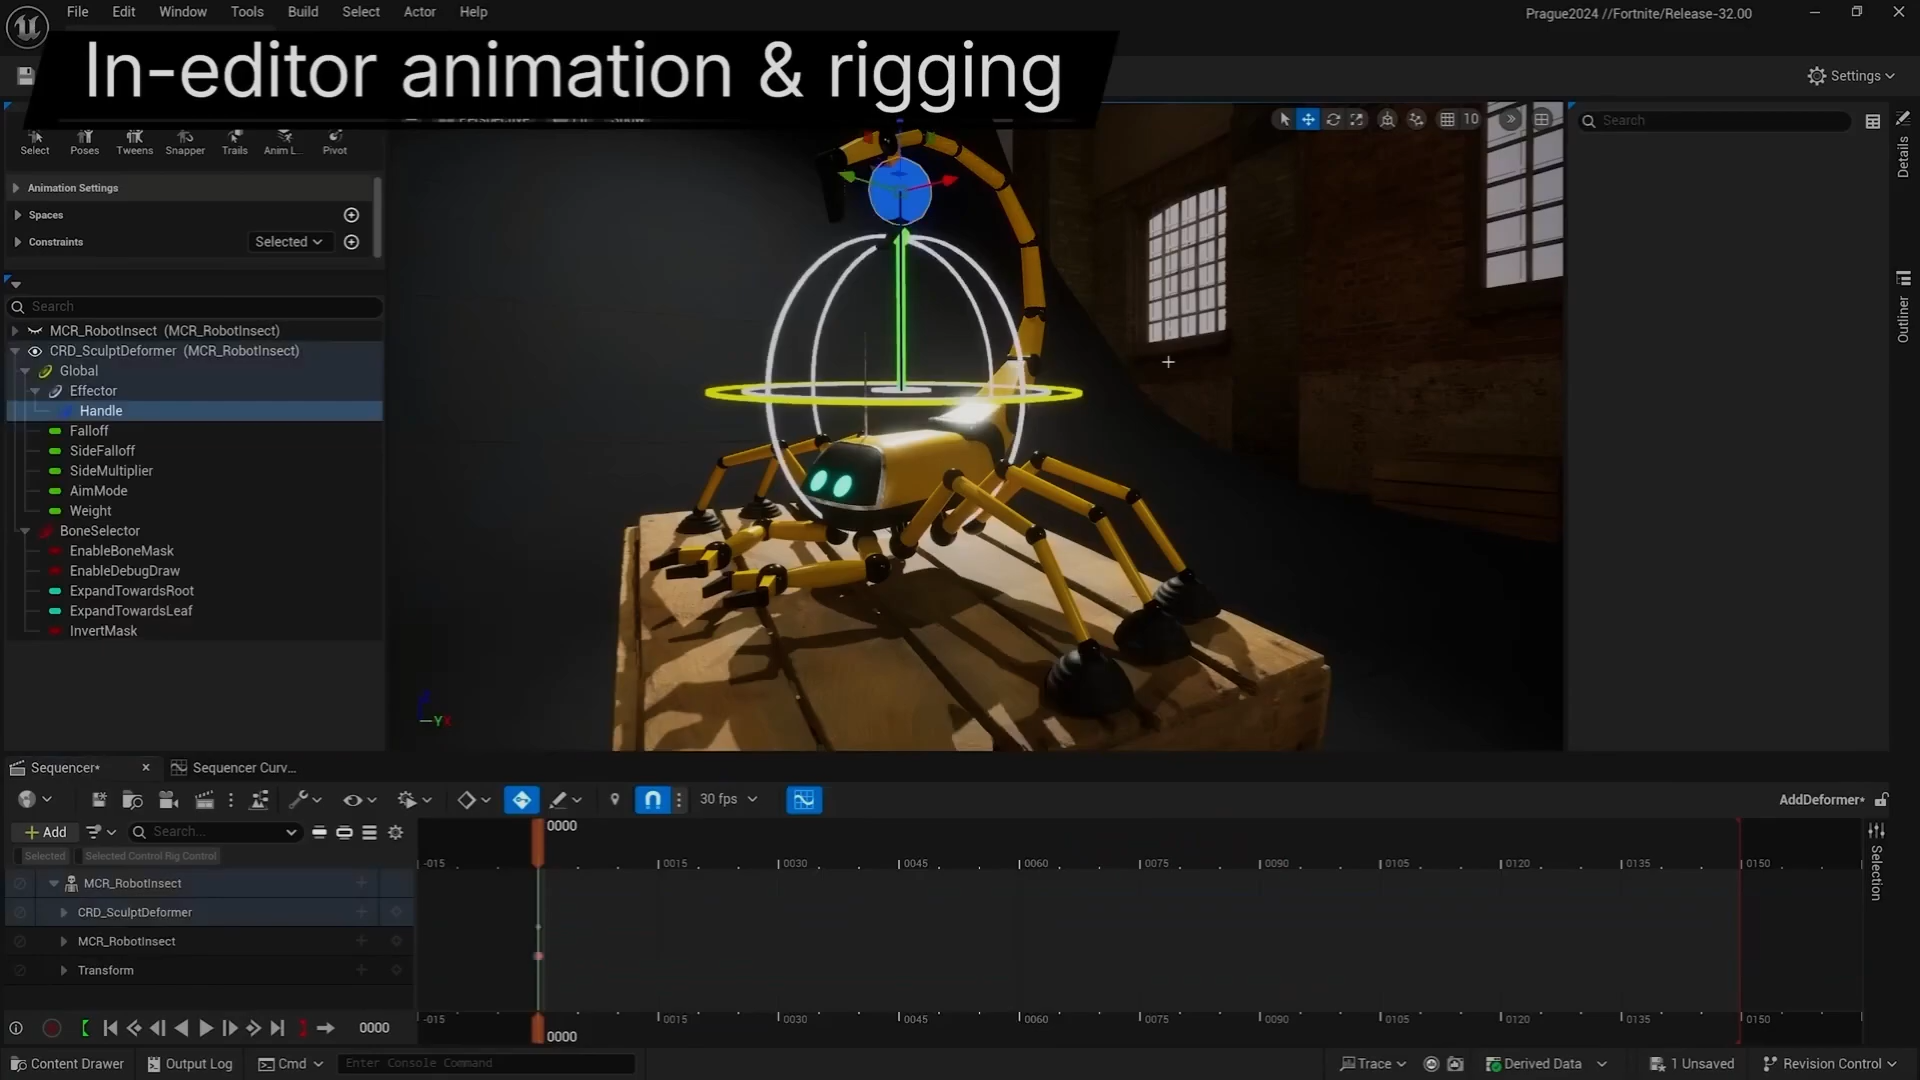 File Edit Window Tools Build Select Actor Help
Prague2024 //Fortnite/Release-32.00
In-editor animation & rigging
Settings
Select Poses Tweens Snapper Trails Anim L... Pivot
10
Search
Details
Outliner
Animation Settings
Spaces
Constraints Selected
Search
MCR_RobotInsect (MCR_RobotInsect)
CRD_SculptDeformer (MCR_RobotInsect)
Global
Effector
Handle
Falloff
SideFalloff
SideMultiplier
AimMode
Weight
BoneSelector
EnableBoneMask
EnableDebugDraw
ExpandTowardsRoot
ExpandTowardsLeaf
InvertMask
Sequencer* Sequencer Curv...
30 fps
AddDeformer*
Add Search...
0000
Selected Selected Control Rig Control
-015 0015 0030 0045 0060 0075 0090 0105 0120 0135 0150
Selection
MCR_RobotInsect
CRD_SculptDeformer
MCR_RobotInsect
Transform
-015 0015 0030 0045 0060 0075 0090 0105 0120 0135 0150
0000
0000
Content Drawer Output Log Cmd Enter Console Command
Trace Derived Data 1 Unsaved Revision Control